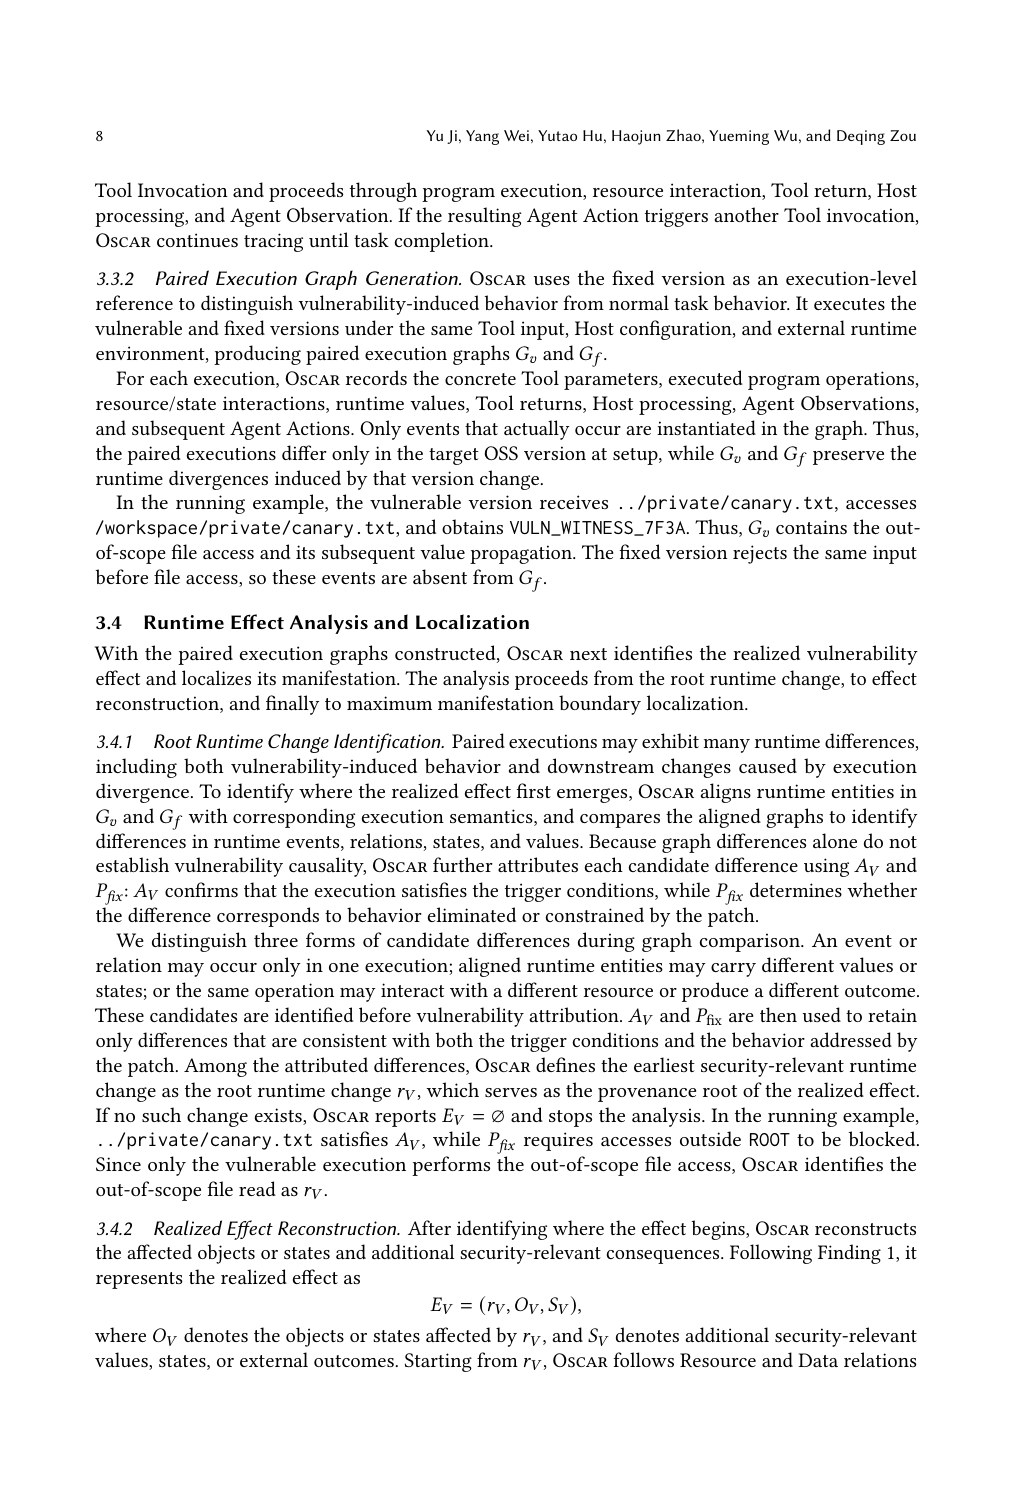 8
Yu Ji, Yang Wei, Yutao Hu, Haojun Zhao, Yueming Wu, and Deqing Zou
Tool Invocation and proceeds through program execution, resource interaction, Tool return, Host
processing, and Agent Observation. If the resulting Agent Action triggers another Tool invocation,
Oscar continues tracing until task completion.
3.3.2 Paired Execution Graph Generation. Oscar uses the fixed version as an execution-level
reference to distinguish vulnerability-induced behavior from normal task behavior. It executes the
vulnerable and fixed versions under the same Tool input, Host configuration, and external runtime
environment, producing paired execution graphs G_v and G_f.
For each execution, Oscar records the concrete Tool parameters, executed program operations,
resource/state interactions, runtime values, Tool returns, Host processing, Agent Observations,
and subsequent Agent Actions. Only events that actually occur are instantiated in the graph. Thus,
the paired executions differ only in the target OSS version at setup, while G_v and G_f preserve the
runtime divergences induced by that version change.
In the running example, the vulnerable version receives ../private/canary.txt, accesses
/workspace/private/canary.txt, and obtains VULN_WITNESS_7F3A. Thus, G_v contains the out-
of-scope file access and its subsequent value propagation. The fixed version rejects the same input
before file access, so these events are absent from G_f.
3.4 Runtime Effect Analysis and Localization
With the paired execution graphs constructed, Oscar next identifies the realized vulnerability
effect and localizes its manifestation. The analysis proceeds from the root runtime change, to effect
reconstruction, and finally to maximum manifestation boundary localization.
3.4.1 Root Runtime Change Identification. Paired executions may exhibit many runtime differences,
including both vulnerability-induced behavior and downstream changes caused by execution
divergence. To identify where the realized effect first emerges, Oscar aligns runtime entities in
G_v and G_f with corresponding execution semantics, and compares the aligned graphs to identify
differences in runtime events, relations, states, and values. Because graph differences alone do not
establish vulnerability causality, Oscar further attributes each candidate difference using A_V and
P_fix: A_V confirms that the execution satisfies the trigger conditions, while P_fix determines whether
the difference corresponds to behavior eliminated or constrained by the patch.
We distinguish three forms of candidate differences during graph comparison. An event or
relation may occur only in one execution; aligned runtime entities may carry different values or
states; or the same operation may interact with a different resource or produce a different outcome.
These candidates are identified before vulnerability attribution. A_V and P_fix are then used to retain
only differences that are consistent with both the trigger conditions and the behavior addressed by
the patch. Among the attributed differences, Oscar defines the earliest security-relevant runtime
change as the root runtime change r_V, which serves as the provenance root of the realized effect.
If no such change exists, Oscar reports E_V = ∅ and stops the analysis. In the running example,
../private/canary.txt satisfies A_V, while P_fix requires accesses outside ROOT to be blocked.
Since only the vulnerable execution performs the out-of-scope file access, Oscar identifies the
out-of-scope file read as r_V.
3.4.2 Realized Effect Reconstruction. After identifying where the effect begins, Oscar reconstructs
the affected objects or states and additional security-relevant consequences. Following Finding 1, it
represents the realized effect as
E_V = (r_V, O_V, S_V),
where O_V denotes the objects or states affected by r_V, and S_V denotes additional security-relevant
values, states, or external outcomes. Starting from r_V, Oscar follows Resource and Data relations